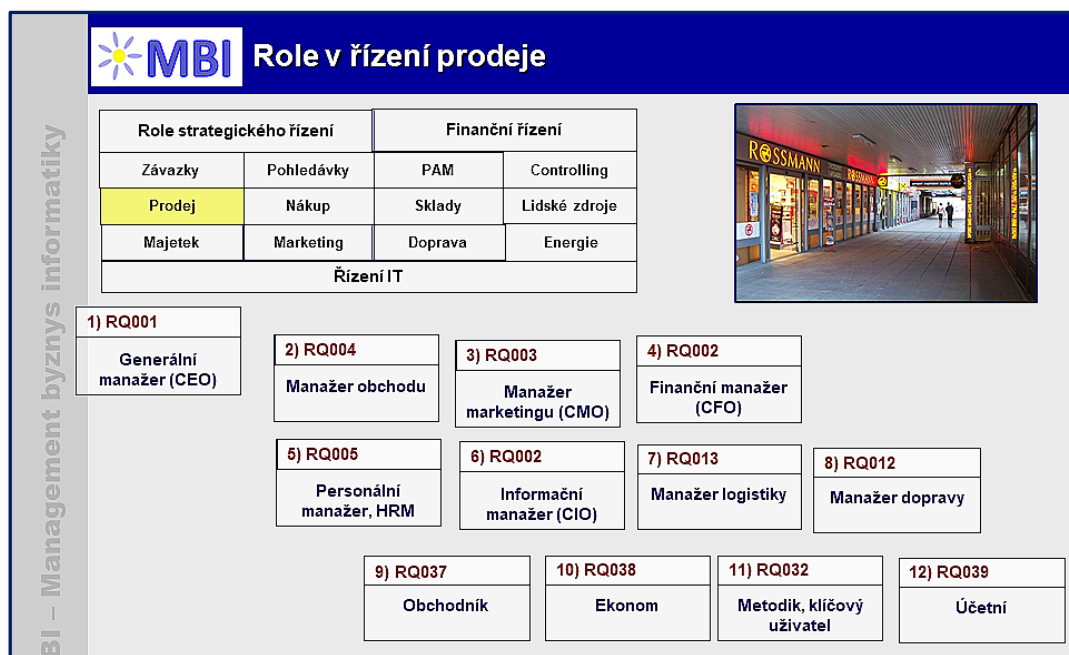 MBI
Role v řízení prodeje
Role strategického řízení
Finanční řízení
Závazky
Pohledávky
PAM
Controlling
Prodej
Nákup
Sklady
Lidské zdroje
Majetek
Marketing
Doprava
Energie
Řízení IT
ROSSMANN
ROSSMANN
1) RQ001
Generální
manažer (CEO)
2) RQ004
Manažer obchodu
3) RQ003
Manažer
marketingu (CMO)
4) RQ002
Finanční manažer
(CFO)
5) RQ005
Personální
manažer, HRM
6) RQ002
Informační
manažer (CIO)
7) RQ013
Manažer logistiky
8) RQ012
Manažer dopravy
9) RQ037
Obchodník
10) RQ038
Ekonom
11) RQ032
Metodik, klíčový
uživatel
12) RQ039
Účetní
BI – Management byznys informatiky